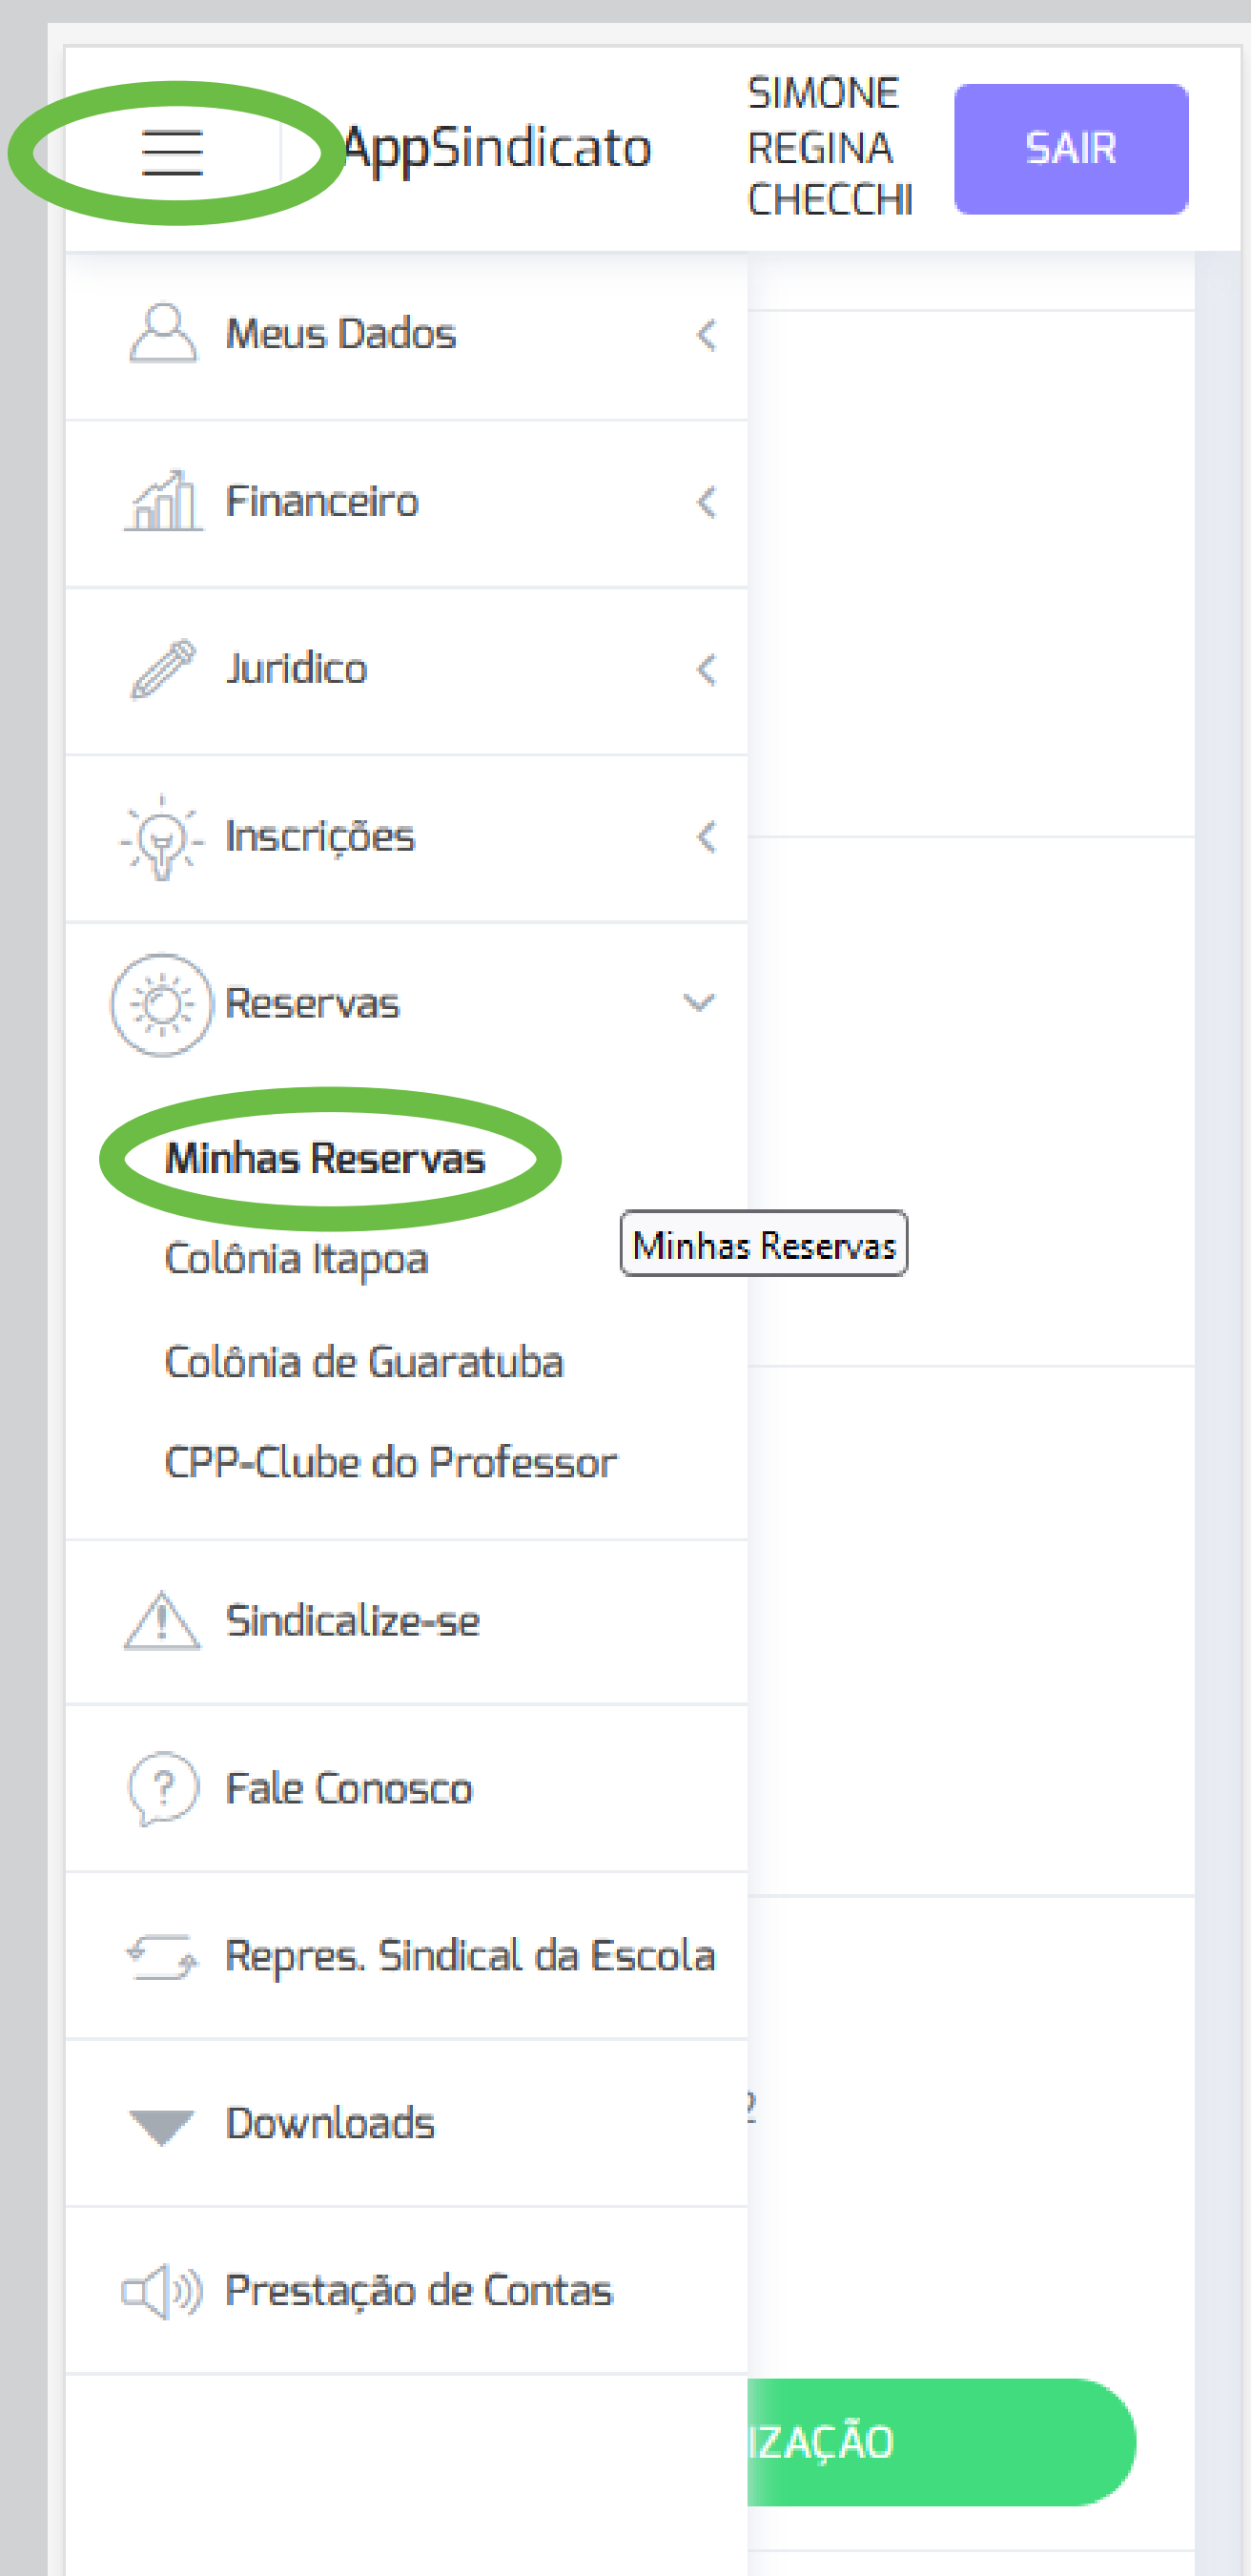 AppSindicato
SIMONE
REGINA
CHECCHI
SAIR
Meus Dados
Financeiro
Juridico
Inscrições
Reservas
Minhas Reservas
Minhas Reservas
Colônia Itapoa
Colônia de Guaratuba
CPP-Clube do Professor
Sindicalize-se
Fale Conosco
Repres. Sindical da Escola
Downloads
Prestação de Contas
IZAÇÃO